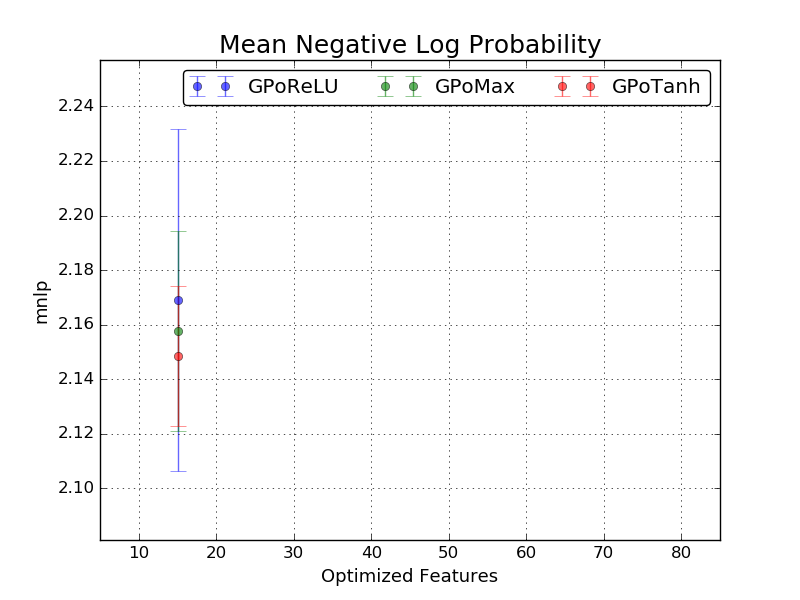 Mean Negative Log Probability
GPoReLU GPoMax GPoTanh
2.24
2.22
2.20
2.18
2.16
2.14
2.12
2.10
mnlp
10 20 30 40 50 60 70 80
Optimized Features